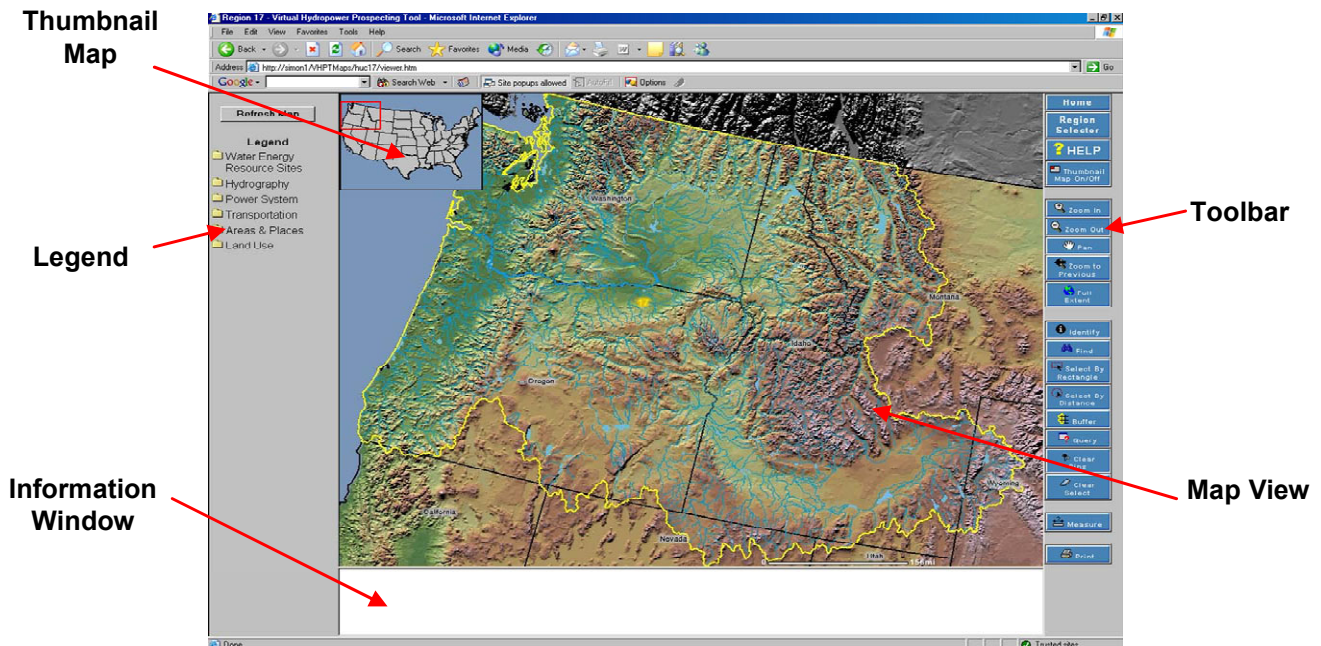 Thumbnail
Map
Legend
Information
Window
Toolbar
Map View
Region 17 - Virtual Hydropower Prospecting Tool - Microsoft Internet Explorer
File Edit View Favorites Tools Help
Back Search Favorites Media
Address http://simon1/VHPTMaps/huc17/viewer.htm Go
Google Search Web Site popups allowed AutoFill Options
Refresh Map
Legend
Water Energy
Resource Sites
Hydrography
Power System
Transportation
Areas & Places
Land Use
Washington
Montana
Idaho
Oregon
Wyoming
California
Nevada
Utah
0 156mi
Home
Region
Selecter
? HELP
Thumbnail
Map On/Off
Zoom In
Zoom Out
Pan
Zoom to
Previous
Full
Extent
Identify
Find
Select By
Rectangle
Select By
Distance
Buffer
Query
Clear
Clear
Select
Measure
Print
Done Trusted sites